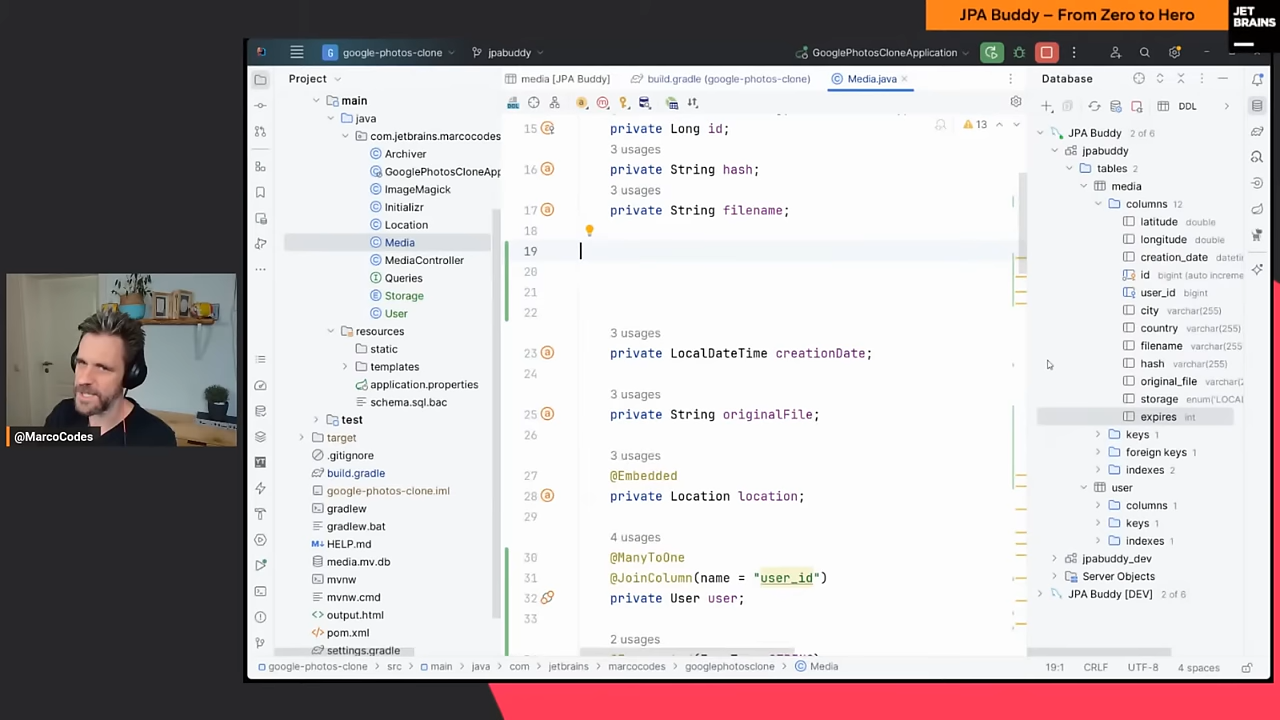 JPA Buddy – From Zero to Hero
JET
BRAINS
google-photos-clone
jpabuddy
GooglePhotosCloneApplication
Project
media [JPA Buddy]
build.gradle (google-photos-clone)
Media.java
Database
main
java
com.jetbrains.marcocodes
Archiver
GooglePhotosCloneApp
ImageMagick
Initializr
Location
Media
MediaController
Queries
Storage
User
resources
static
templates
application.properties
schema.sql.bac
test
target
.gitignore
build.gradle
google-photos-clone.iml
gradlew
gradlew.bat
HELP.md
media.mv.db
mvnw
mvnw.cmd
output.html
pom.xml
settings.gradle
13
15 private Long id;
3 usages
16 private String hash;
3 usages
17 private String filename;
18
19
20
21
22
3 usages
23 private LocalDateTime creationDate;
24
3 usages
25 private String originalFile;
26
3 usages
27 @Embedded
28 private Location location;
29
4 usages
30 @ManyToOne
31 @JoinColumn(name = "user_id")
32 private User user;
33
2 usages
DDL
JPA Buddy 2 of 6
jpabuddy
tables 2
media
columns 12
latitude double
longitude double
creation_date dateti
id bigint (auto increme
user_id bigint
city varchar(255)
country varchar(255)
filename varchar(255
hash varchar(255)
original_file varchar(2
storage enum('LOCAL
expires int
keys 1
foreign keys 1
indexes 2
user
columns 1
keys 1
indexes 1
jpabuddy_dev
Server Objects
JPA Buddy [DEV] 2 of 6
@MarcoCodes
google-photos-clone
src
main
java
com
jetbrains
marcocodes
googlephotosclone
Media
19:1
CRLF
UTF-8
4 spaces